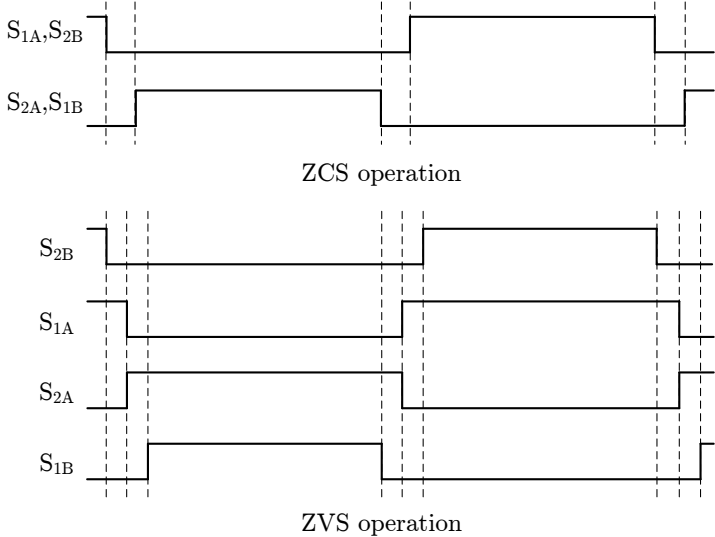 S1A,S2B
S2A,S1B
ZCS operation
S2B
S1A
S2A
S1B
ZVS operation